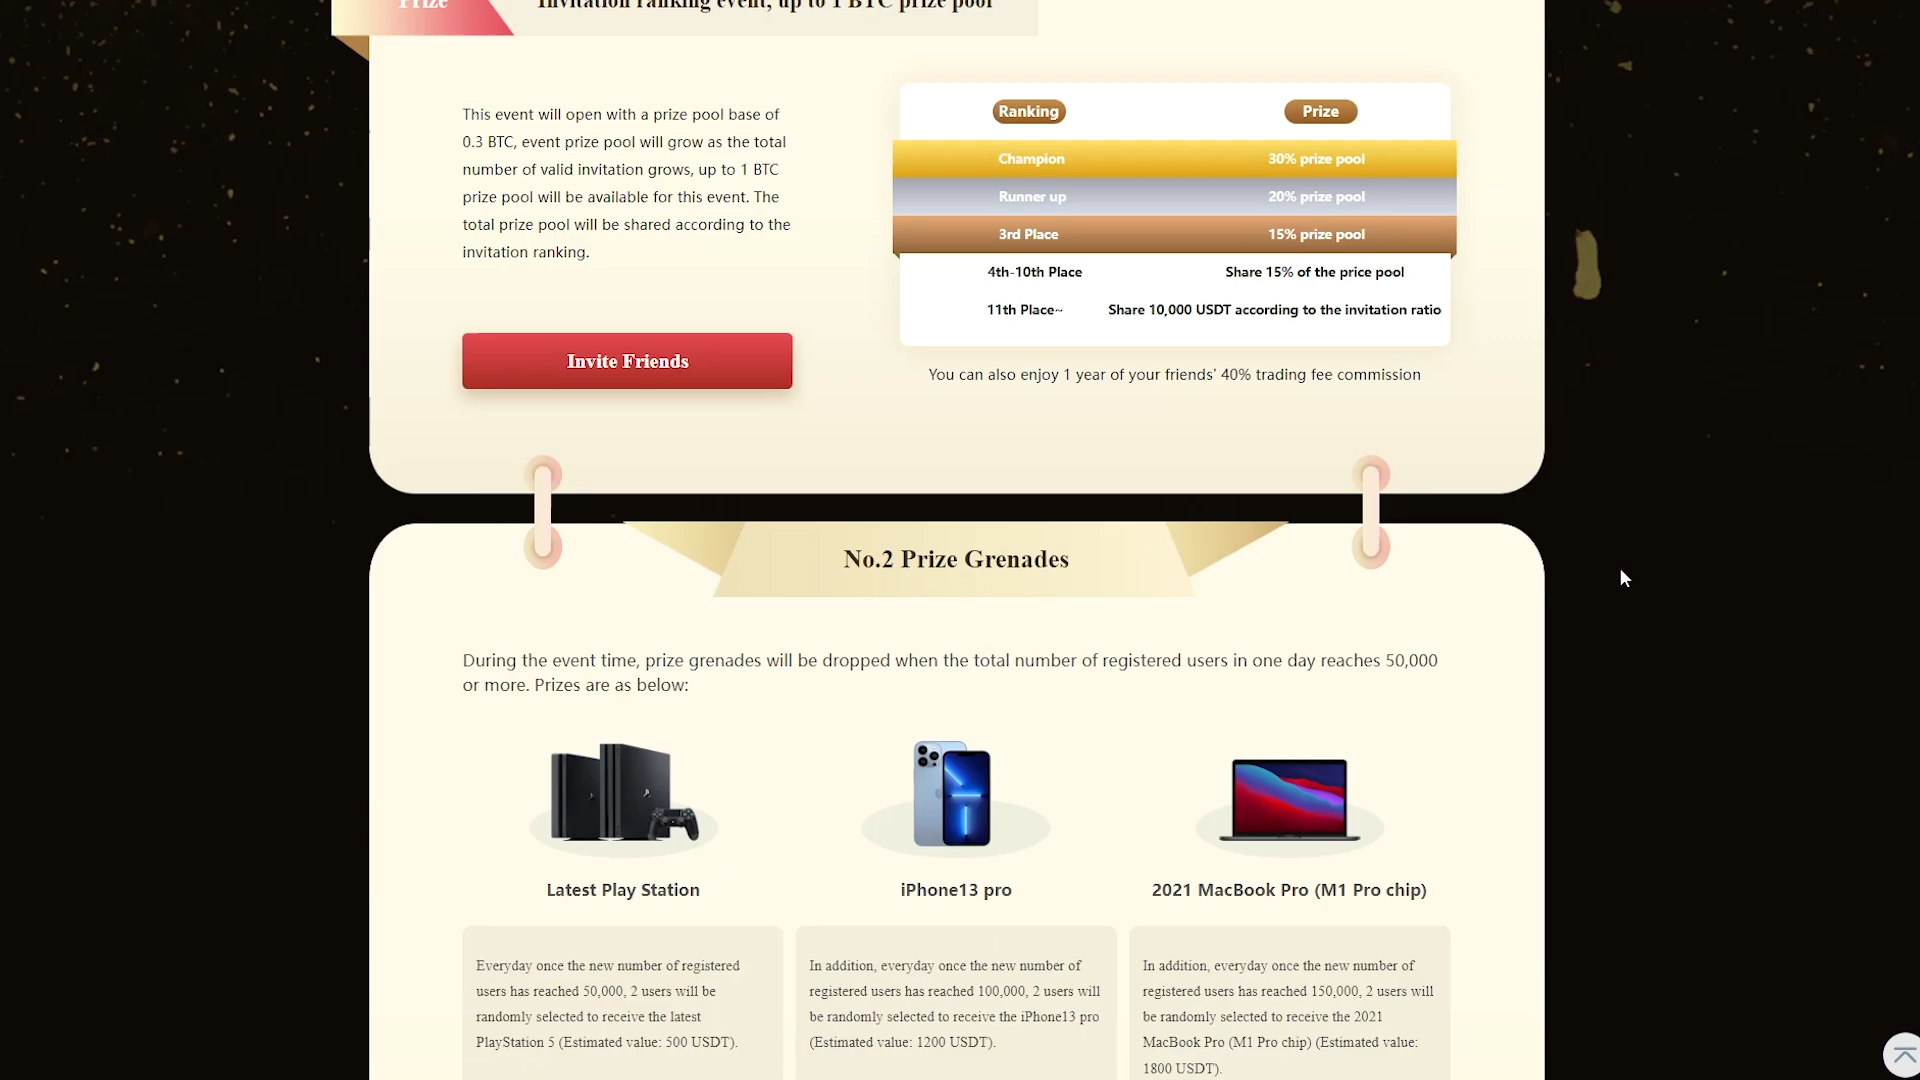 Prize
Invitation ranking event, up to 1 BTC prize pool
This event will open with a prize pool base of
0.3 BTC, event prize pool will grow as the total
number of valid invitation grows, up to 1 BTC
prize pool will be available for this event. The
total prize pool will be shared according to the
invitation ranking.
Invite Friends
Ranking Prize
Champion 30% prize pool
Runner up 20% prize pool
3rd Place 15% prize pool
4th-10th Place Share 15% of the price pool
11th Place~ Share 10,000 USDT according to the invitation ratio
You can also enjoy 1 year of your friends' 40% trading fee commission
No.2 Prize Grenades
During the event time, prize grenades will be dropped when the total number of registered users in one day reaches 50,000
or more. Prizes are as below:
Latest Play Station
Everyday once the new number of registered
users has reached 50,000, 2 users will be
randomly selected to receive the latest
PlayStation 5 (Estimated value: 500 USDT).
iPhone13 pro
In addition, everyday once the new number of
registered users has reached 100,000, 2 users will
be randomly selected to receive the iPhone13 pro
(Estimated value: 1200 USDT).
2021 MacBook Pro (M1 Pro chip)
In addition, everyday once the new number of
registered users has reached 150,000, 2 users will
be randomly selected to receive the 2021
MacBook Pro (M1 Pro chip) (Estimated value:
1800 USDT).